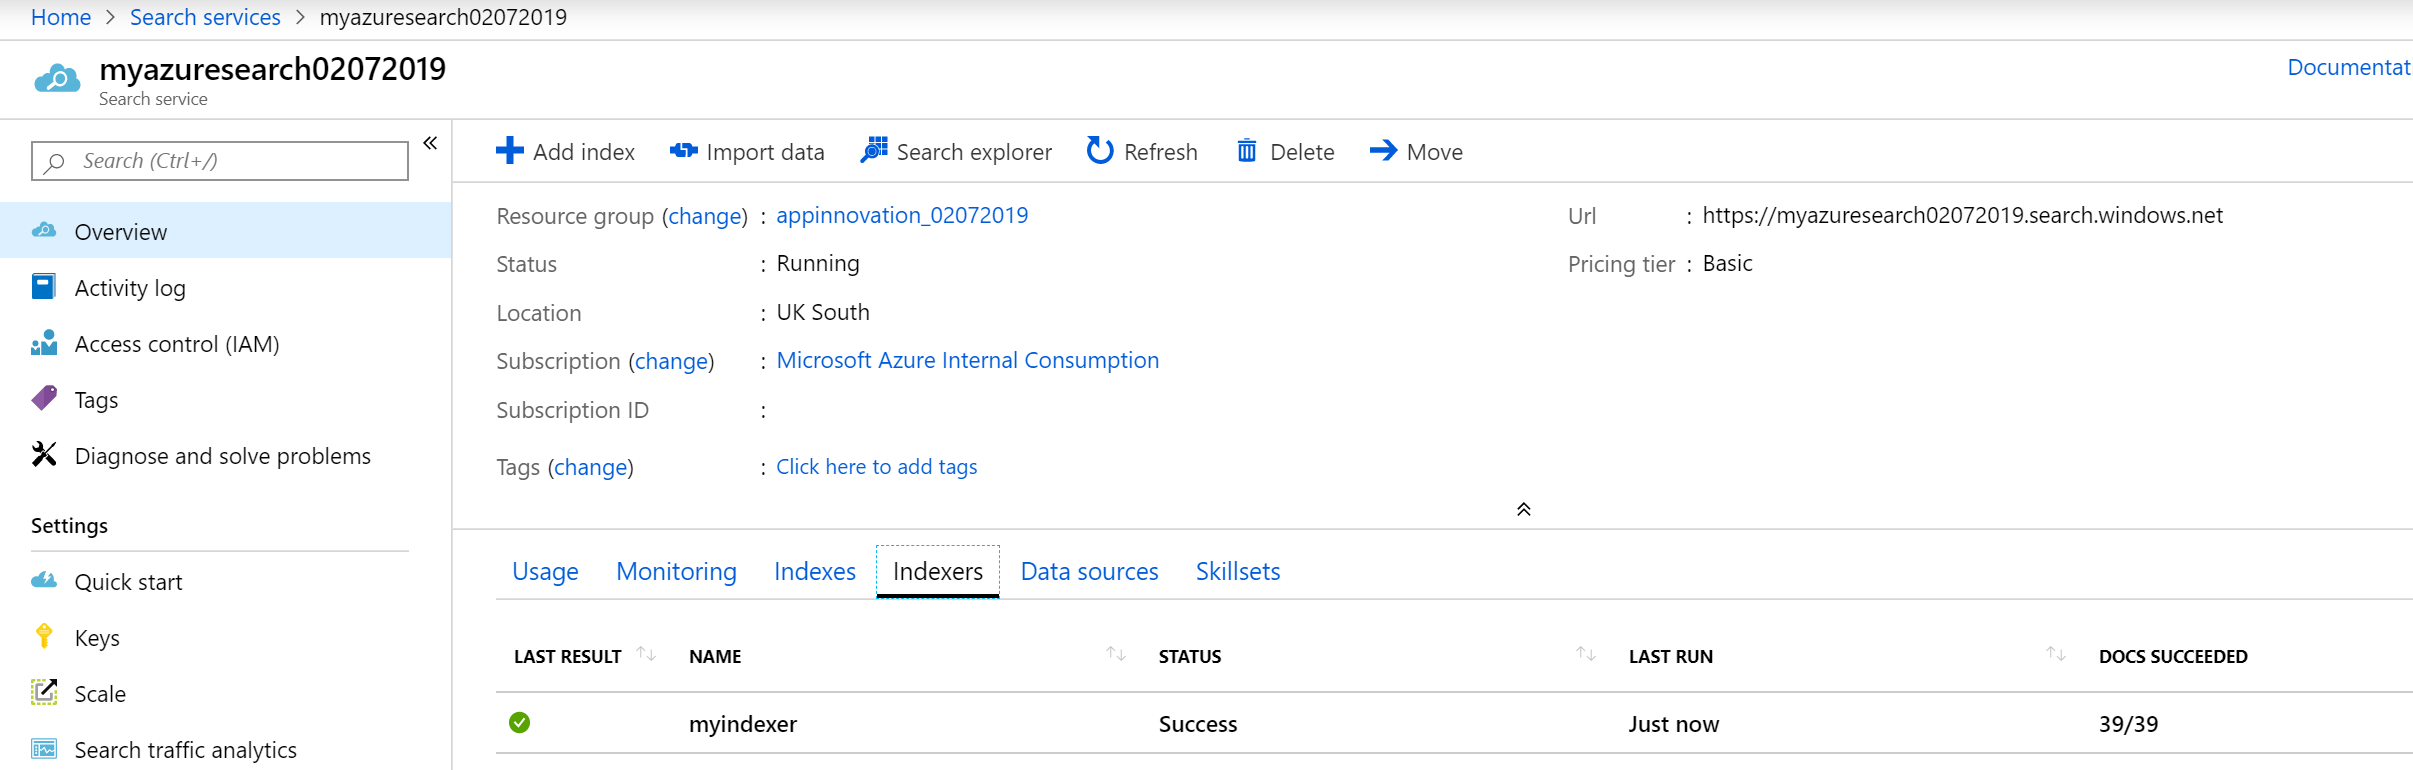 Home > Search services > myazuresearch02072019
myazuresearch02072019
Search service
Documentat
Search (Ctrl+/)
«
Overview
Activity log
Access control (IAM)
Tags
Diagnose and solve problems
Settings
Quick start
Keys
Scale
Search traffic analytics
Add index Import data Search explorer Refresh Delete Move
Resource group (change) : appinnovation_02072019
Status : Running
Location : UK South
Subscription (change) : Microsoft Azure Internal Consumption
Subscription ID :
Tags (change) : Click here to add tags
Url : https://myazuresearch02072019.search.windows.net
Pricing tier : Basic
Usage Monitoring Indexes Indexers Data sources Skillsets
LAST RESULT NAME STATUS LAST RUN DOCS SUCCEEDED
myindexer Success Just now 39/39